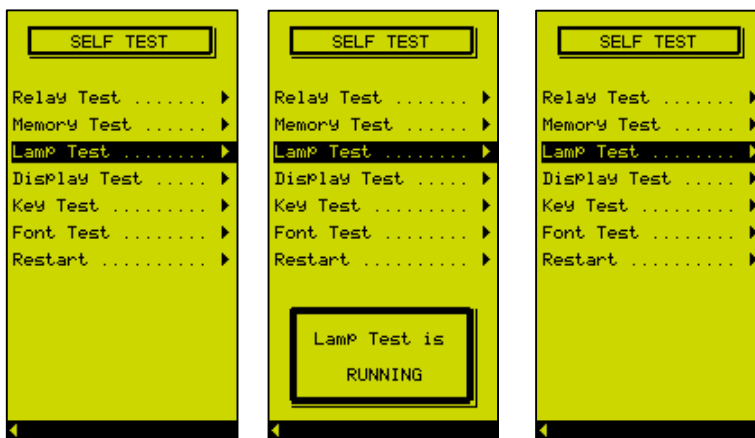 SELF TEST
Relay Test ....... ▶
Memory Test ...... ▶
Lamp Test ........ ▶
Display Test ..... ▶
Key Test ......... ▶
Font Test ........ ▶
Restart .......... ▶
SELF TEST
Relay Test ....... ▶
Memory Test ...... ▶
Lamp Test ........ ▶
Display Test ..... ▶
Key Test ......... ▶
Font Test ........ ▶
Restart .......... ▶
Lamp Test is
RUNNING
SELF TEST
Relay Test ....... ▶
Memory Test ...... ▶
Lamp Test ........ ▶
Display Test ..... ▶
Key Test ......... ▶
Font Test ........ ▶
Restart .......... ▶